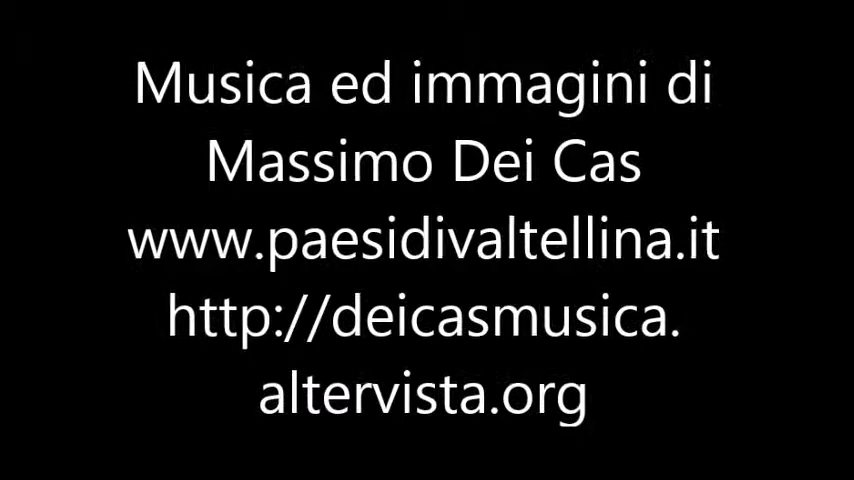 Musica ed immagini di
Massimo Dei Cas
www.paesidivaltellina.it
http://deicasmusica.
altervista.org